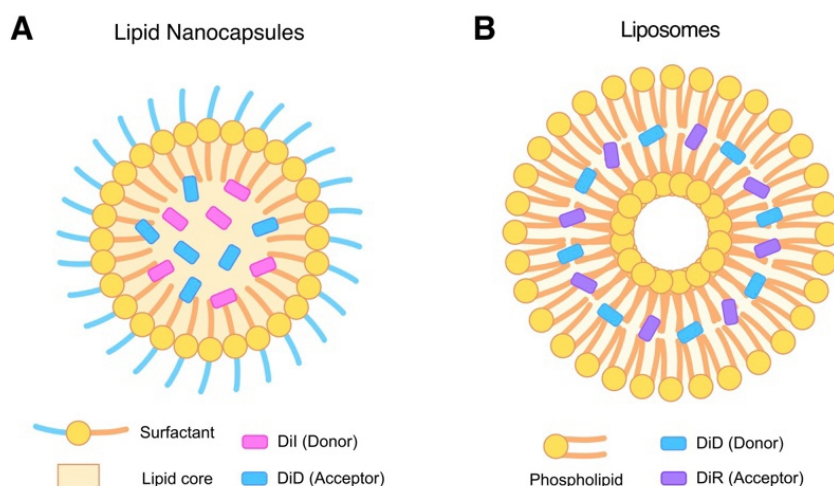 A
Lipid Nanocapsules
B
Liposomes
Surfactant
DiI (Donor)
Lipid core
DiD (Acceptor)
Phospholipid
DiD (Donor)
DiR (Acceptor)